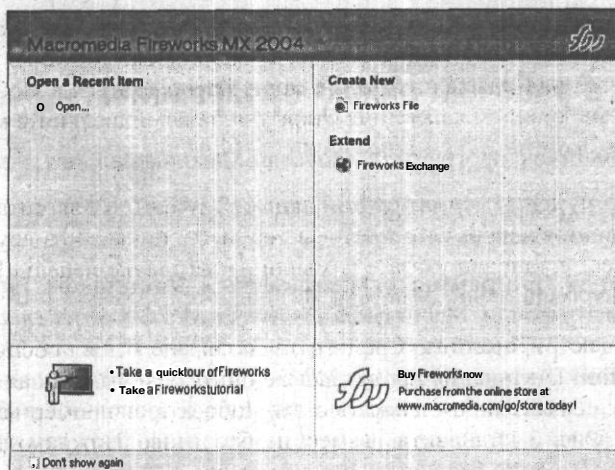 Macromedia Fireworks MX 2004
fw
Open a Recent Item
Open...
Create New
Fireworks File
Extend
Fireworks Exchange
• Take a quick tour of Fireworks
• Take a Fireworks tutorial
fw
Buy Fireworks now
Purchase from the online store at
www.macromedia.com/go/store today!
Don't show again